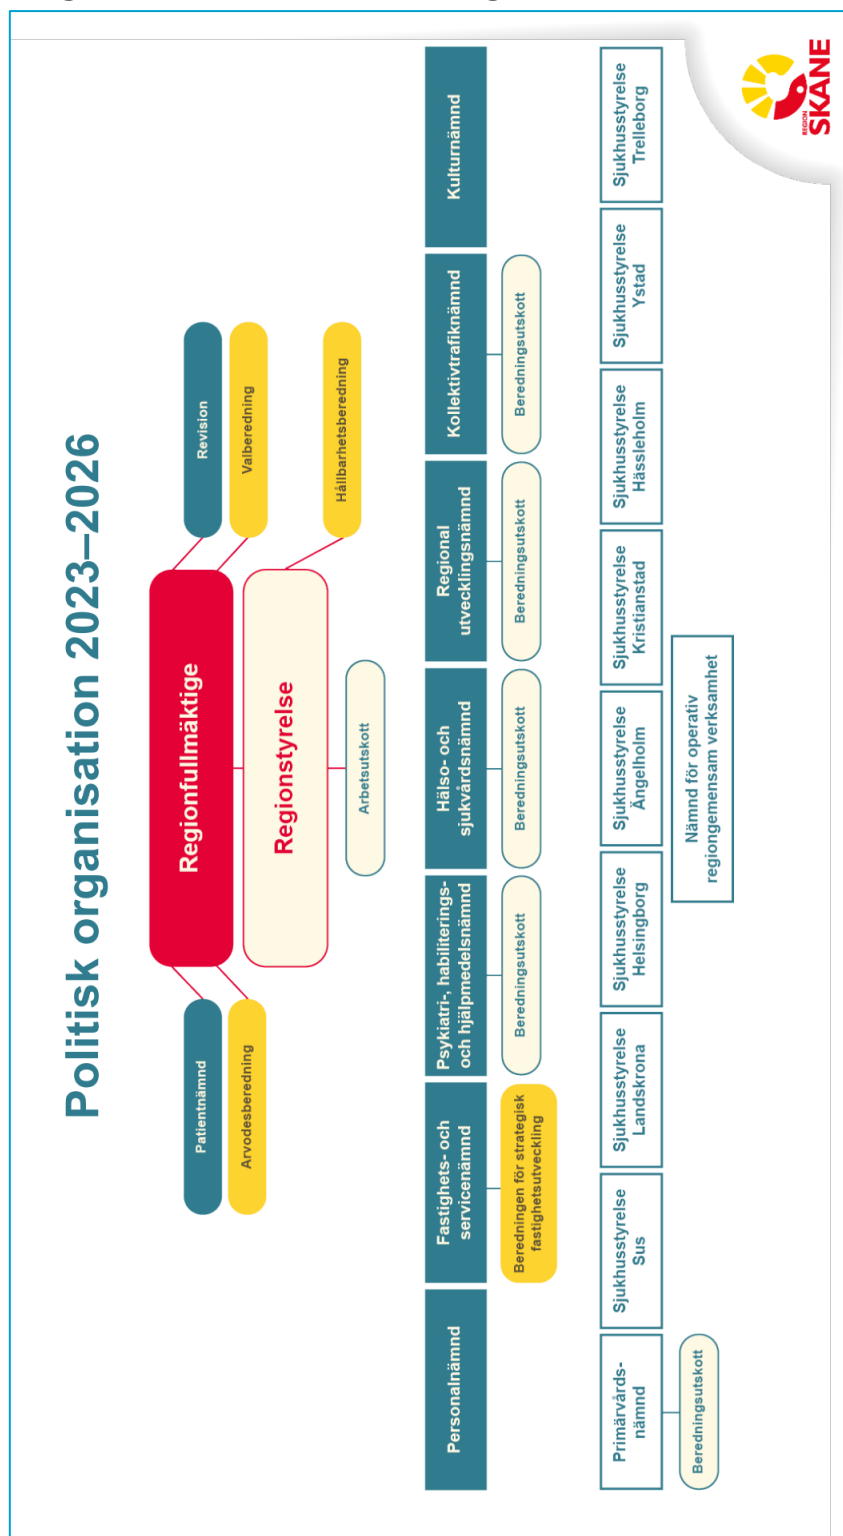 Politisk organisation 2023–2026
Patientnämnd
Arvodesberedning
Regionfullmäktige
Regionstyrelse
Revision
Valberedning
Hållbarhetsberedning
Arbetsutskott
Personalnämnd
Fastighets- och
servicenämnd
Psykiatri-, habiliterings-
och hjälpmedelsnämnd
Hälso- och
sjukvårdsnämnd
Regional
utvecklingsnämnd
Kollektivtrafiknämnd
Kulturnämnd
Beredningen för strategisk
fastighetsutveckling
Beredningsutskott
Beredningsutskott
Beredningsutskott
Beredningsutskott
Primärvårds-
nämnd
Sjukhusstyrelse
Sus
Sjukhusstyrelse
Landskrona
Sjukhusstyrelse
Helsingborg
Sjukhusstyrelse
Ängelholm
Sjukhusstyrelse
Kristianstad
Sjukhusstyrelse
Hässleholm
Sjukhusstyrelse
Ystad
Sjukhusstyrelse
Trelleborg
Beredningsutskott
Nämnd för operativ
regiongemensam verksamhet
REGION
SKÅNE